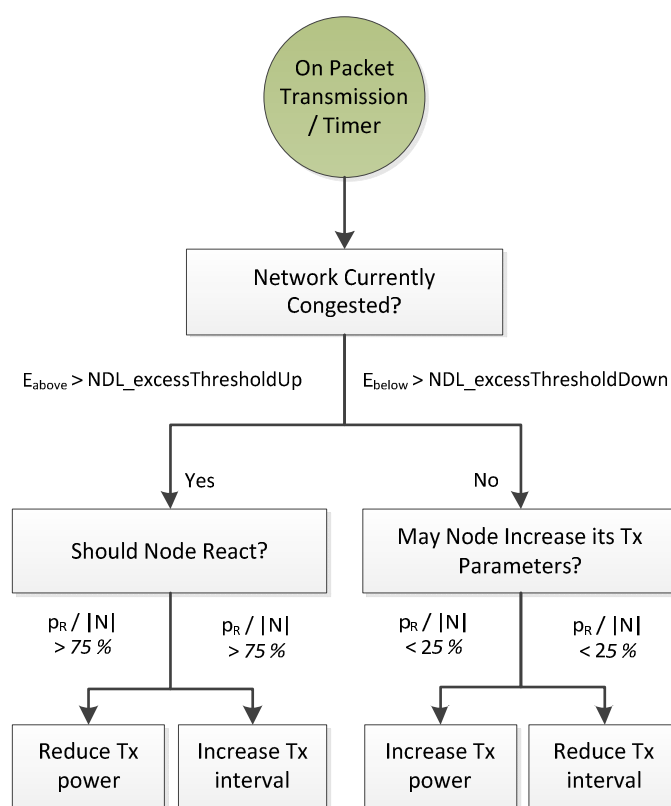 On Packet
Transmission
/ Timer
Network Currently
Congested?
Eabove > NDL_excessThresholdUp
Ebelow > NDL_excessThresholdDown
Yes
No
Should Node React?
May Node Increase its Tx
Parameters?
pR / |N|
> 75 %
pR / |N|
> 75 %
pR / |N|
< 25 %
pR / |N|
< 25 %
Reduce Tx
power
Increase Tx
interval
Increase Tx
power
Reduce Tx
interval